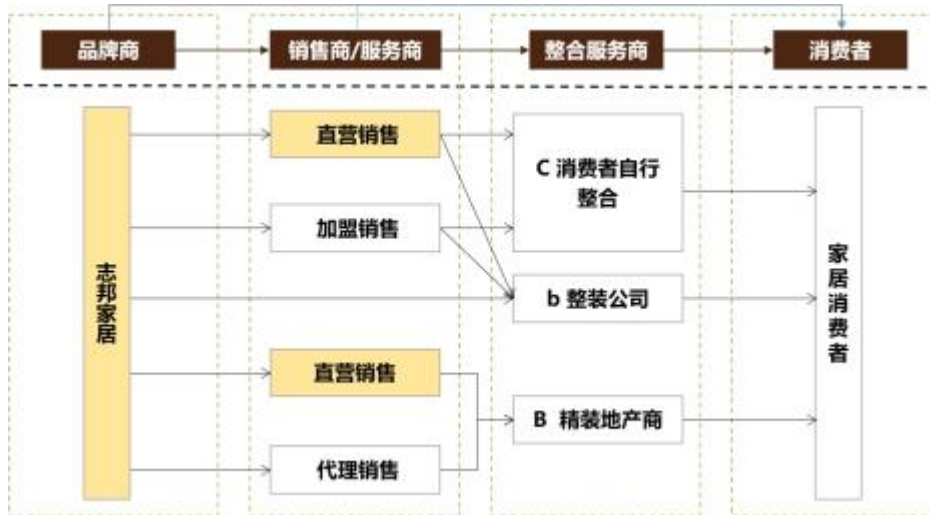 品牌商
销售商/服务商
整合服务商
消费者
直营销售
C 消费者自行
整合
加盟销售
b 整装公司
志邦家居
家居消费者
直营销售
B 精装地产商
代理销售